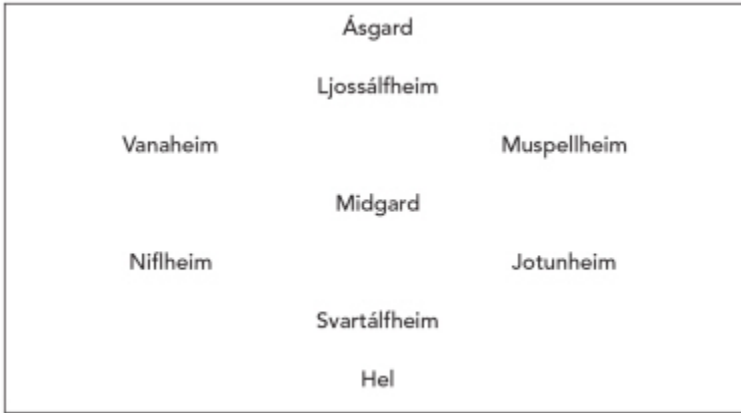 Ásgard
Ljossálfheim
Vanaheim Muspellheim
Midgard
Niflheim Jotunheim
Svartálfheim
Hel